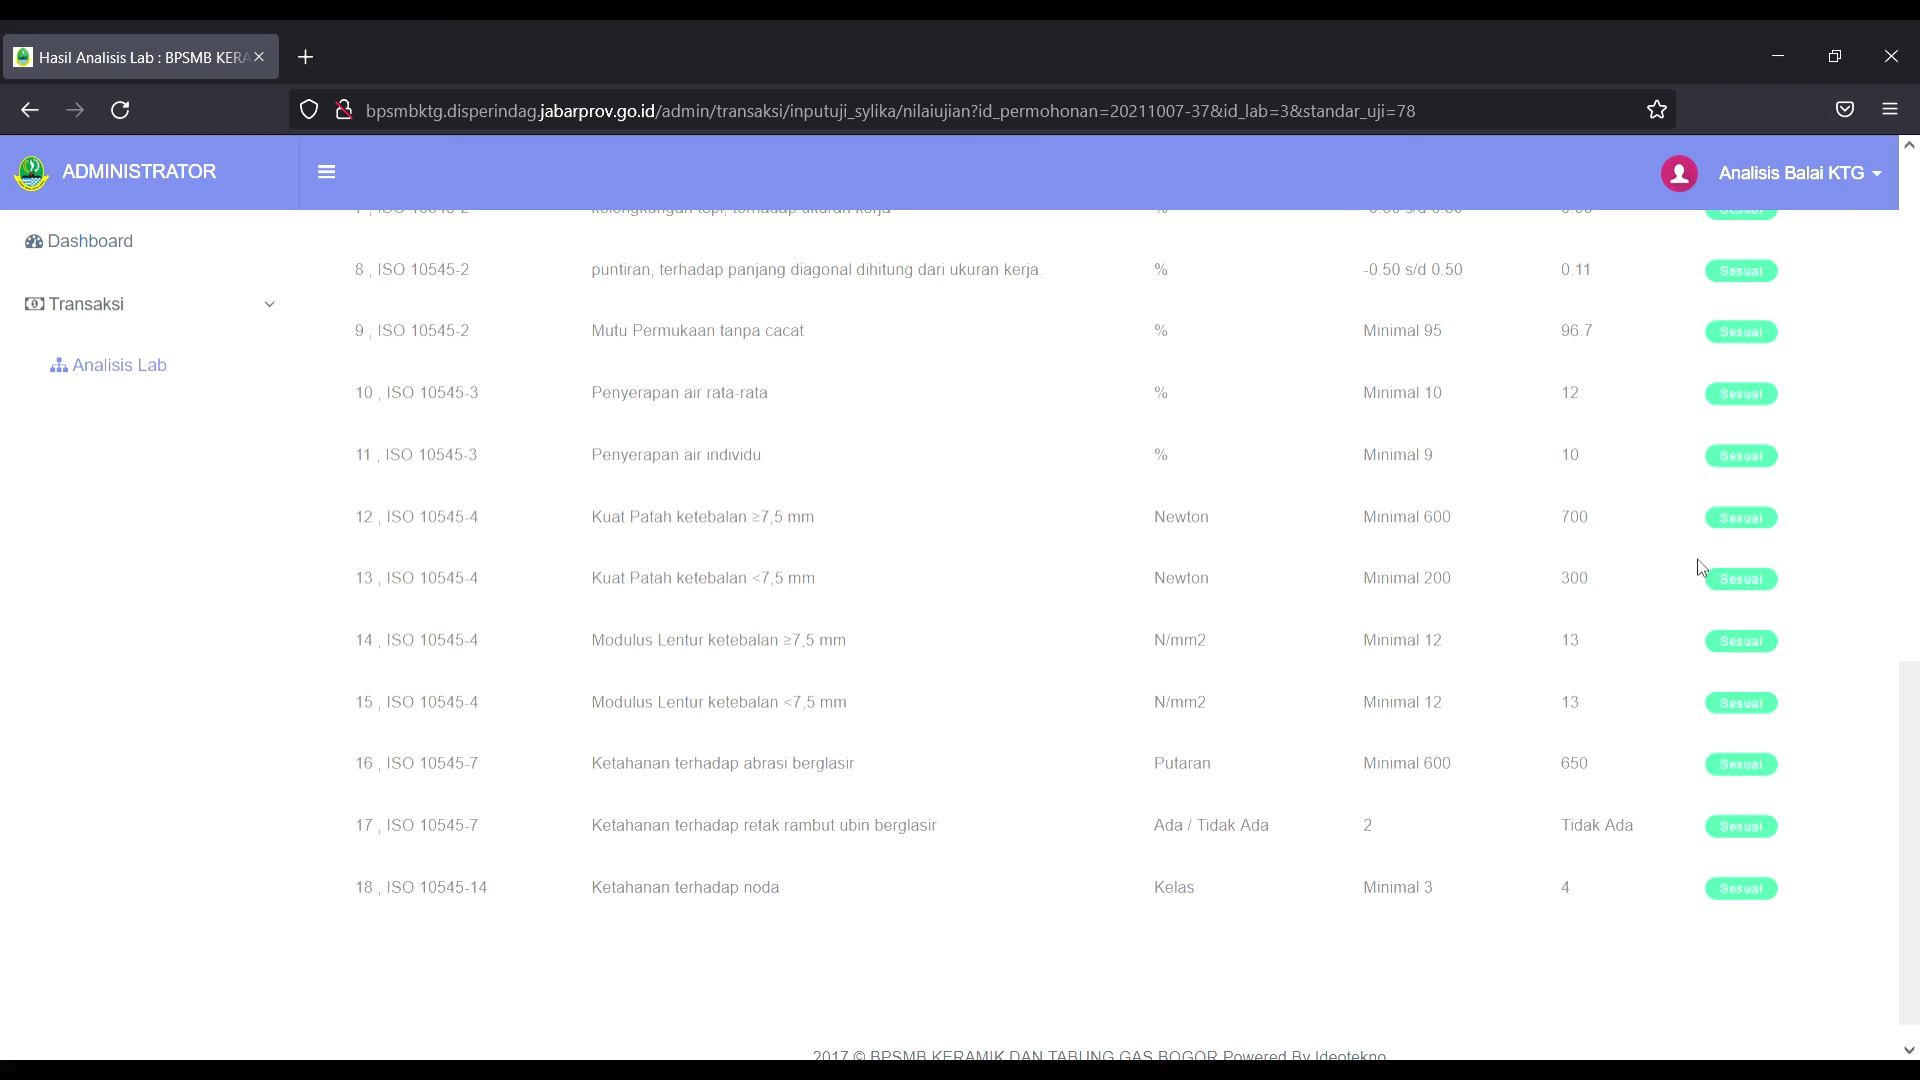 Hasil Analisis Lab : BPSMB KERA
bpsmbktg.disperindag.jabarprov.go.id/admin/transaksi/inputuji_sylika/nilaiujian?id_permohonan=20211007-37&id_lab=3&standar_uji=78
ADMINISTRATOR
Analisis Balai KTG
Dashboard
Transaksi
Analisis Lab
8 , ISO 10545-2 puntiran, terhadap panjang diagonal dihitung dari ukuran kerja. % -0.50 s/d 0.50 0.11 Sesuai
9 , ISO 10545-2 Mutu Permukaan tanpa cacat % Minimal 95 96.7 Sesuai
10 , ISO 10545-3 Penyerapan air rata-rata % Minimal 10 12 Sesuai
11 , ISO 10545-3 Penyerapan air individu % Minimal 9 10 Sesuai
12 , ISO 10545-4 Kuat Patah ketebalan ≥7,5 mm Newton Minimal 600 700 Sesuai
13 , ISO 10545-4 Kuat Patah ketebalan <7,5 mm Newton Minimal 200 300 Sesuai
14 , ISO 10545-4 Modulus Lentur ketebalan ≥7,5 mm N/mm2 Minimal 12 13 Sesuai
15 , ISO 10545-4 Modulus Lentur ketebalan <7,5 mm N/mm2 Minimal 12 13 Sesuai
16 , ISO 10545-7 Ketahanan terhadap abrasi berglasir Putaran Minimal 600 650 Sesuai
17 , ISO 10545-7 Ketahanan terhadap retak rambut ubin berglasir Ada / Tidak Ada 2 Tidak Ada Sesuai
18 , ISO 10545-14 Ketahanan terhadap noda Kelas Minimal 3 4 Sesuai
2017 © BPSMB KERAMIK DAN TABUNG GAS BOGOR Powered By Ideotekno